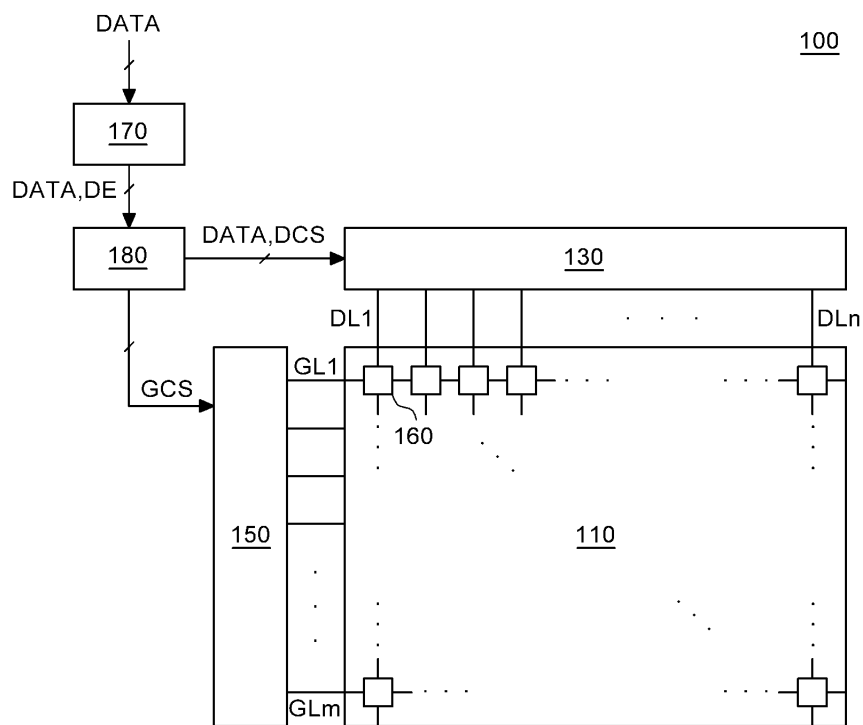 DATA
100
170
DATA,DE
180
DATA,DCS
130
DL1
DLn
GCS
GL1
160
150
110
GLm